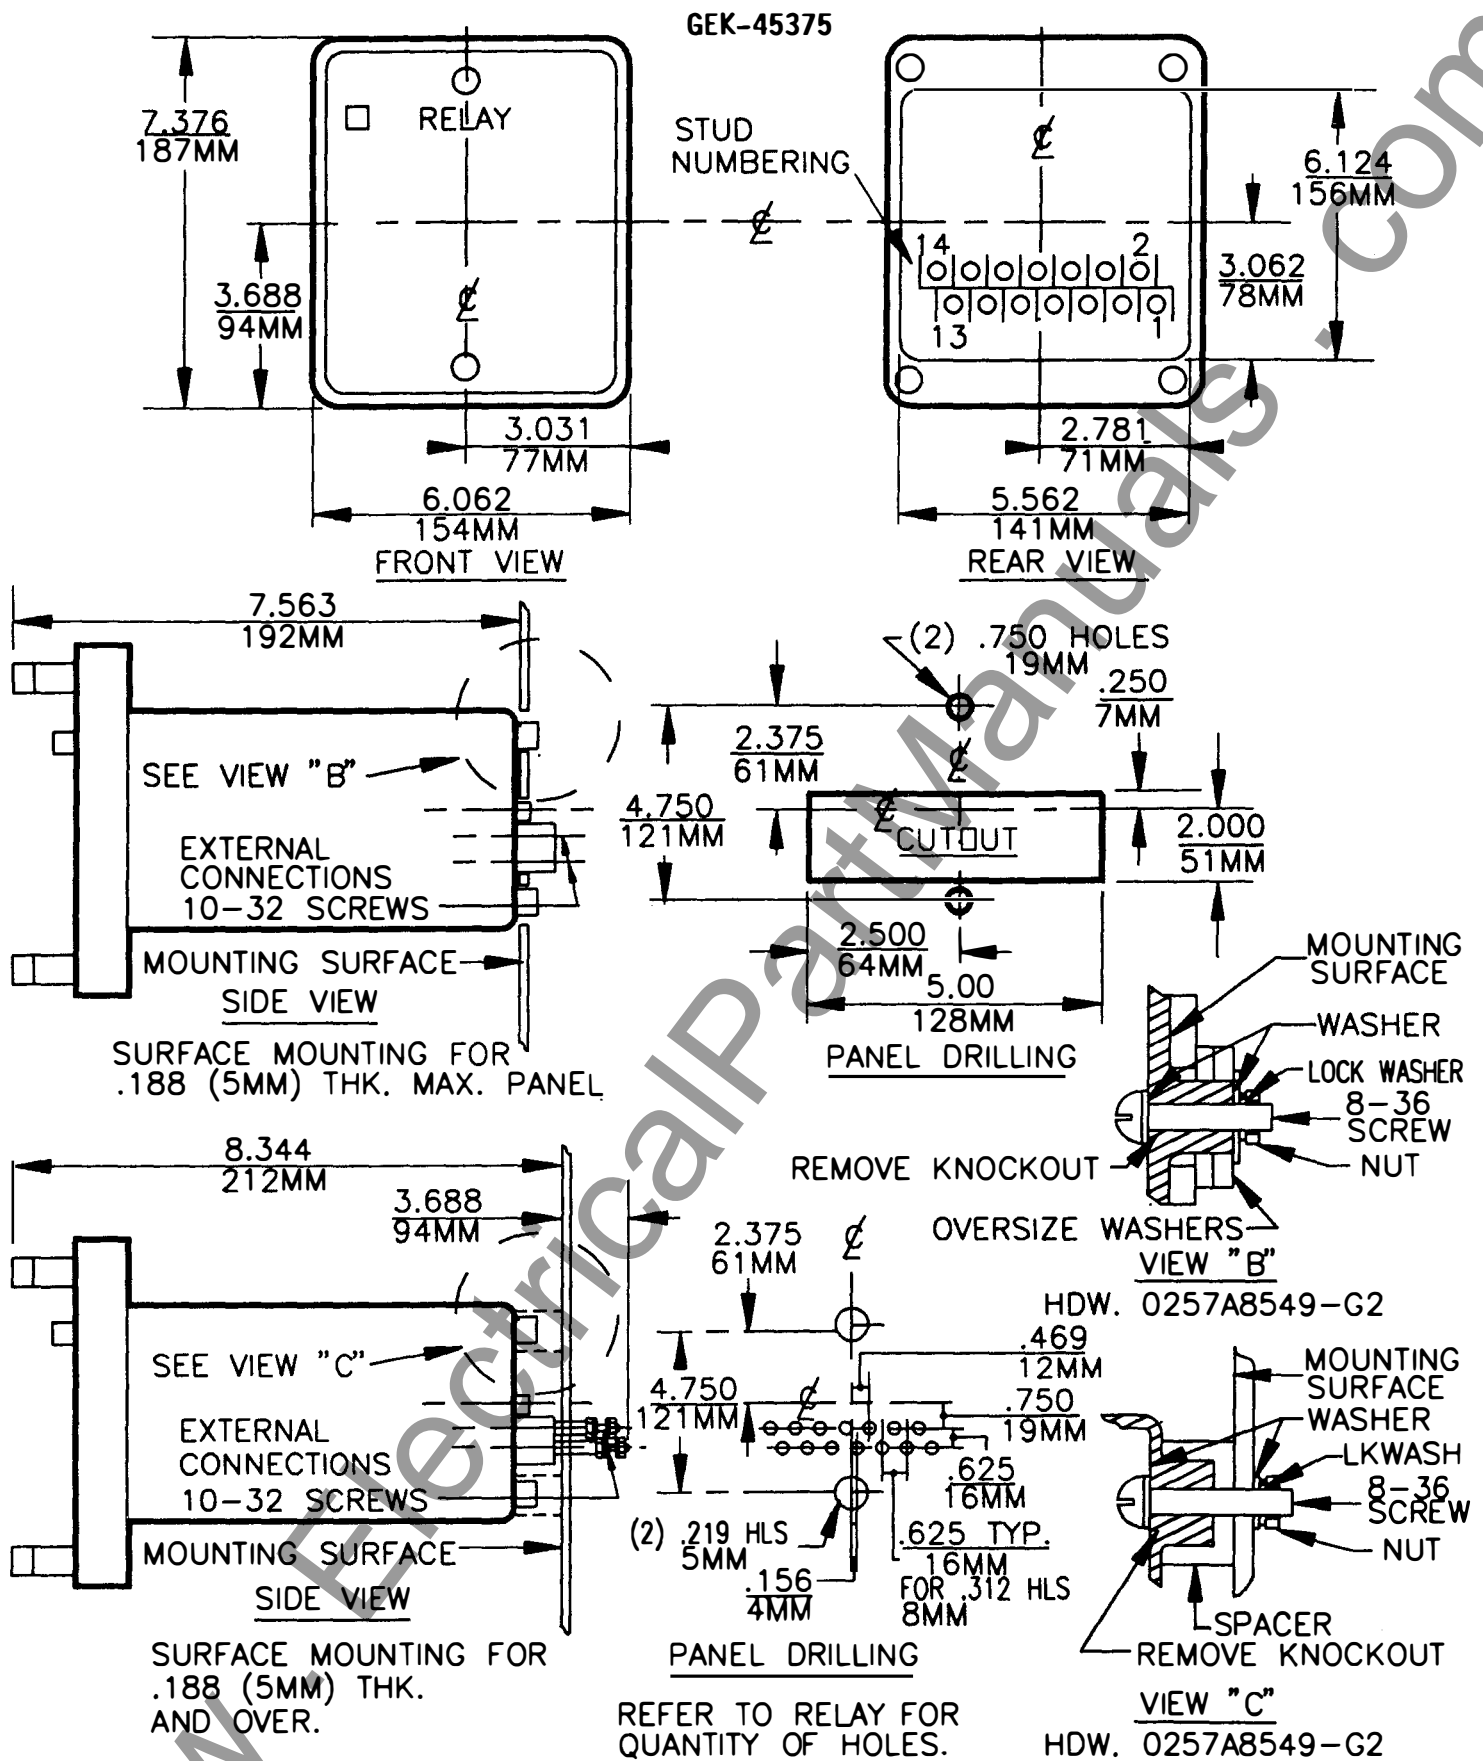 GEK-45375
7.376
187MM
RELAY
3.688
94MM
℄
3.031
77MM
6.062
154MM
FRONT VIEW
℄
STUD
NUMBERING
℄
14
2
13
1
6.124
156MM
3.062
78MM
2.781
71MM
5.562
141MM
REAR VIEW
7.563
192MM
SEE VIEW "B"
EXTERNAL
CONNECTIONS
10-32 SCREWS
MOUNTING SURFACE
SIDE VIEW
SURFACE MOUNTING FOR
.188 (5MM) THK. MAX. PANEL
(2) .750 HOLES
19MM
.250
7MM
2.375
61MM
℄
4.750
121MM
℄
CUTOUT
2.000
51MM
2.500
64MM
5.00
128MM
PANEL DRILLING
MOUNTING
SURFACE
WASHER
LOCK WASHER
8-36
SCREW
NUT
REMOVE KNOCKOUT
OVERSIZE WASHERS
VIEW "B"
HDW. 0257A8549-G2
8.344
212MM
3.688
94MM
SEE VIEW "C"
EXTERNAL
CONNECTIONS
10-32 SCREWS
MOUNTING SURFACE
SIDE VIEW
SURFACE MOUNTING FOR
.188 (5MM) THK.
AND OVER.
2.375
61MM
℄
.469
12MM
4.750
121MM
℄
.750
19MM
.625
16MM
(2) .219 HLS
5MM
.625 TYP.
16MM
FOR .312 HLS
8MM
.156
4MM
PANEL DRILLING
REFER TO RELAY FOR
QUANTITY OF HOLES.
MOUNTING
SURFACE
WASHER
LKWASH
8-36
SCREW
NUT
SPACER
REMOVE KNOCKOUT
VIEW "C"
HDW. 0257A8549-G2
w.ElectricalPartManuals.com